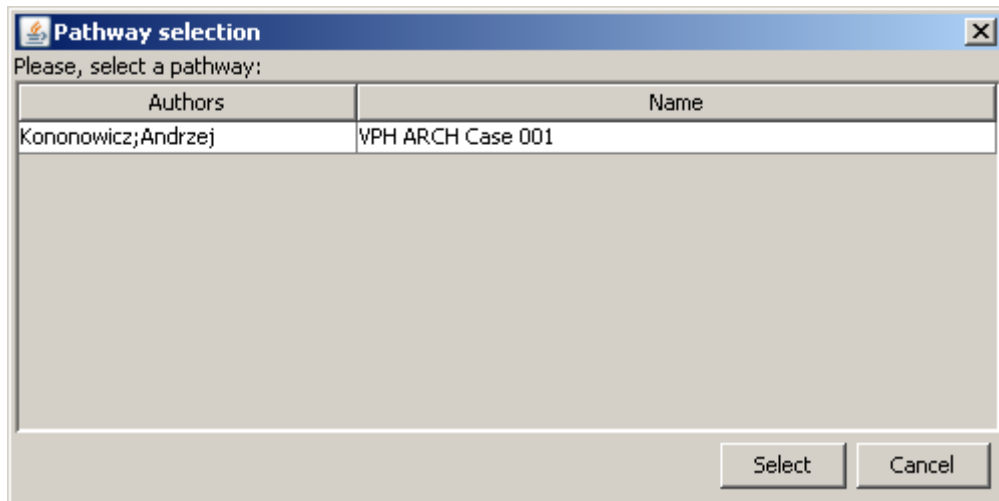 Pathway selection
Please, select a pathway:
Authors Name
Kononowicz;Andrzej VPH ARCH Case 001
Select Cancel